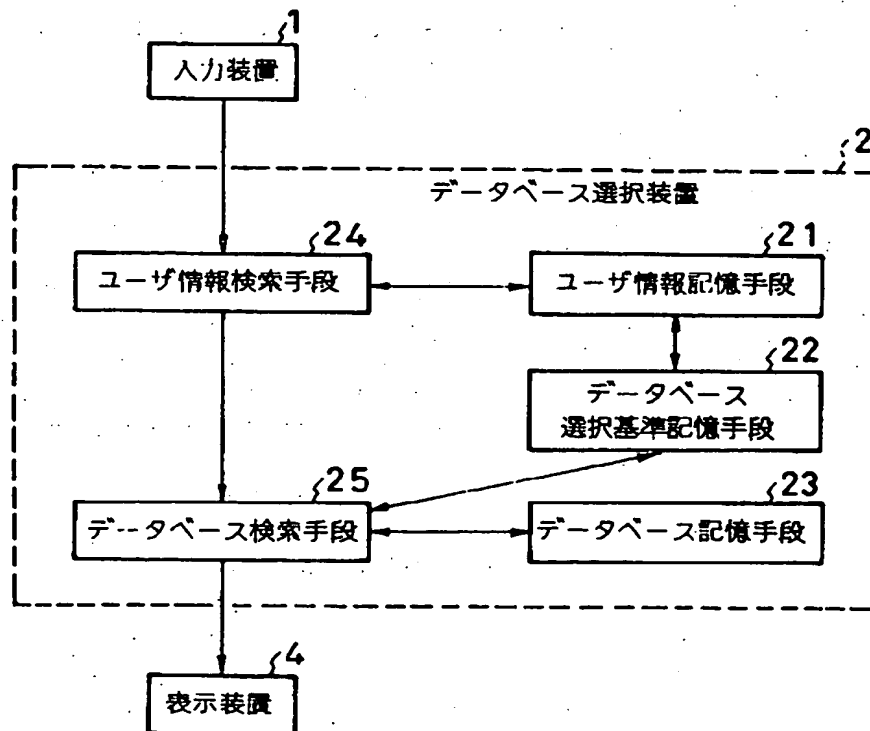 1
入力装置
2
データベース選択装置
24
ユーザ情報検索手段
21
ユーザ情報記憶手段
22
データベース
選択基準記憶手段
25
データベース検索手段
23
データベース記憶手段
4
表示装置